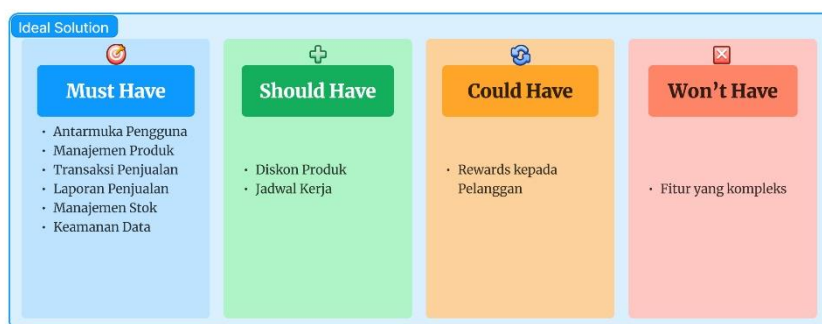 Ideal Solution
Must Have
• Antarmuka Pengguna
• Manajemen Produk
• Transaksi Penjualan
• Laporan Penjualan
• Manajemen Stok
• Keamanan Data
Should Have
• Diskon Produk
• Jadwal Kerja
Could Have
• Rewards kepada
Pelanggan
Won't Have
• Fitur yang kompleks